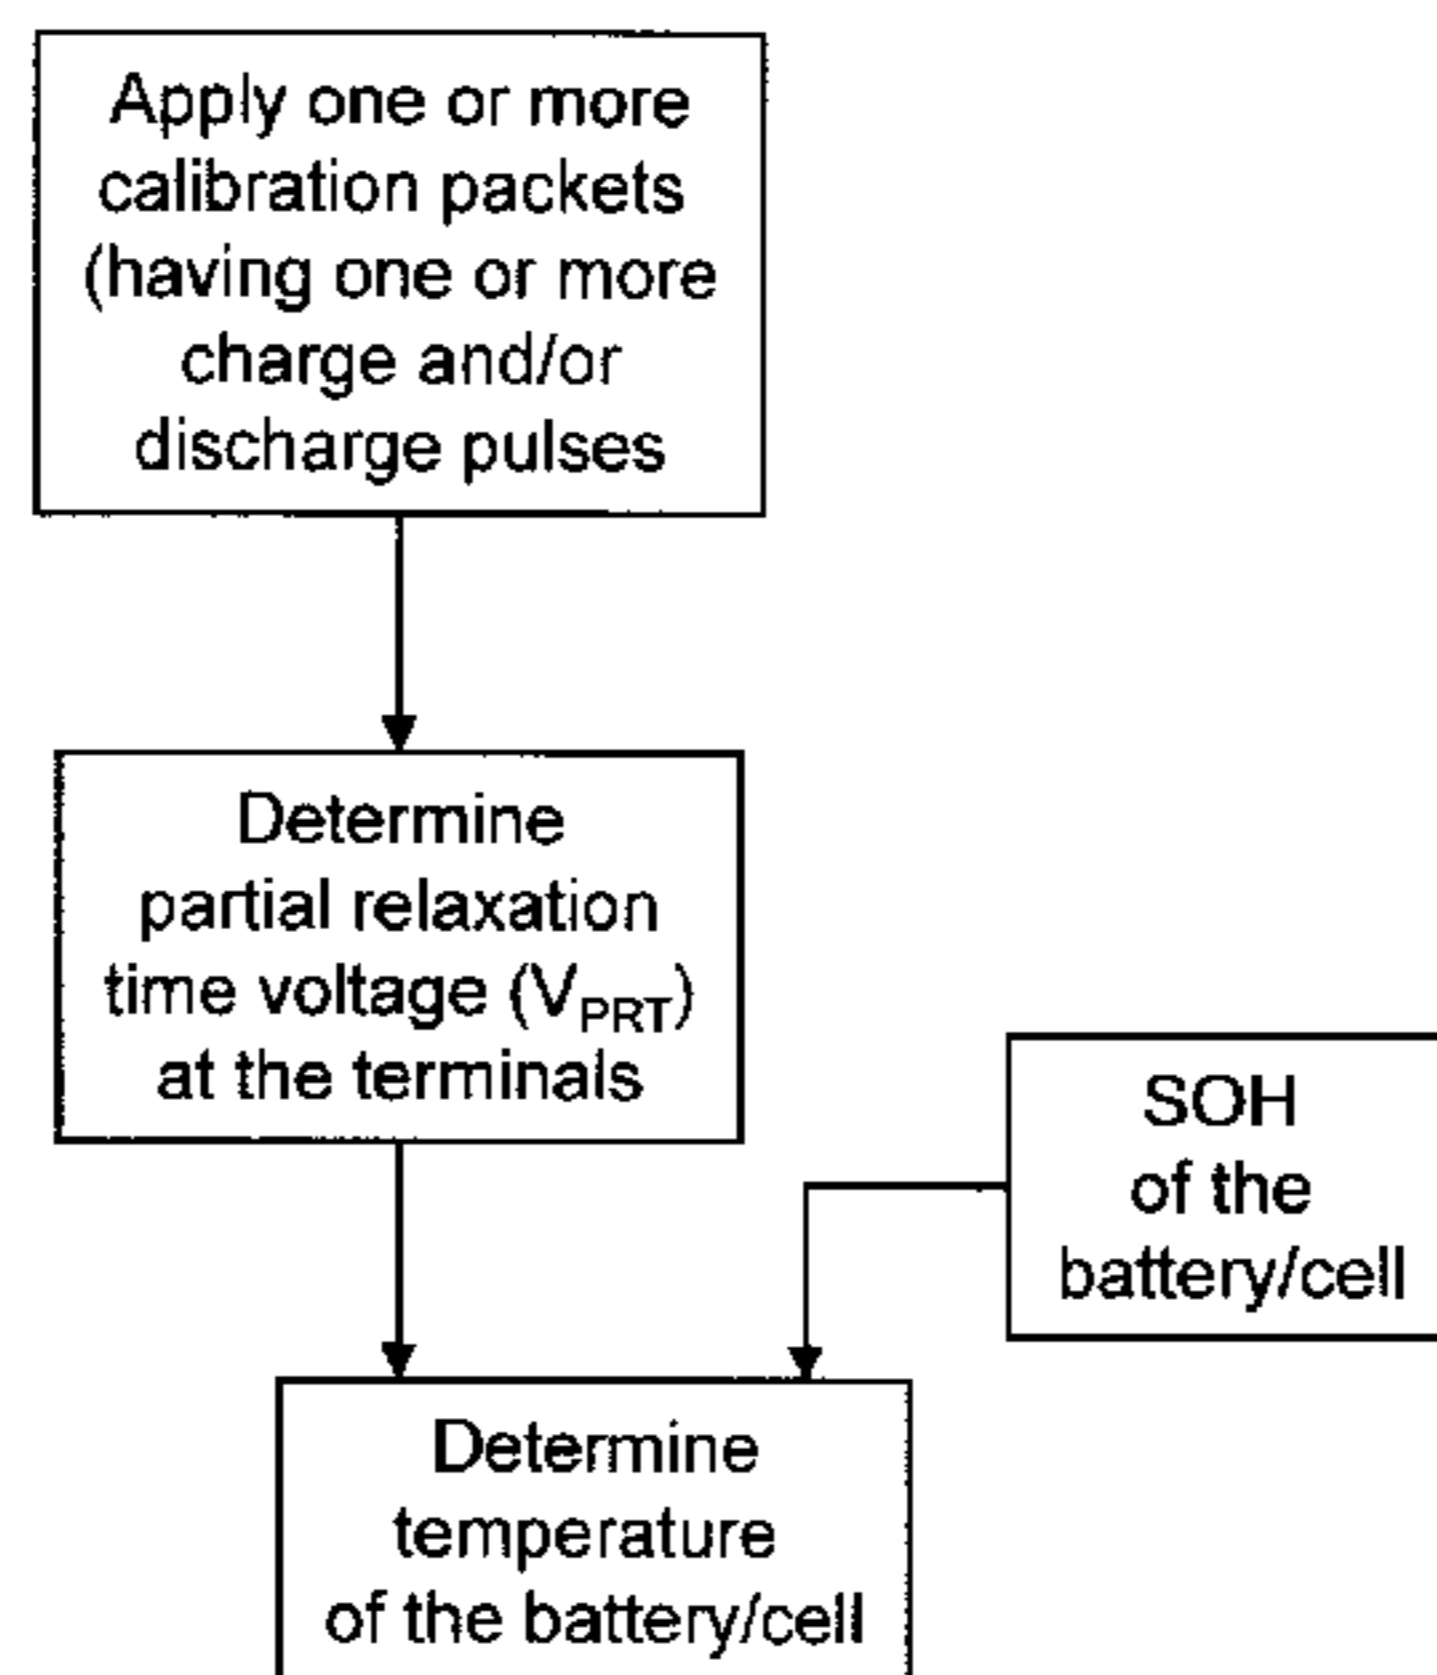 Apply one or more
calibration packets
(having one or more
charge and/or
discharge pulses
Determine
partial relaxation
time voltage (V_PRT)
at the terminals
SOH
of the
battery/cell
Determine
temperature
of the battery/cell